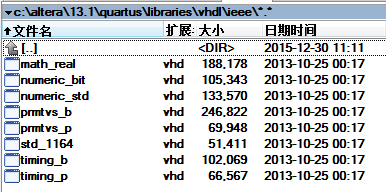 c:\altera\13.1\quartus\libraries\vhdl\ieee\*.*
文件名 扩展 大小 日期时间
[..] <DIR> 2015-12-30 11:11
math_real vhd 188,178 2013-10-25 00:17
numeric_bit vhd 105,343 2013-10-25 00:17
numeric_std vhd 133,570 2013-10-25 00:17
prmtvs_b vhd 246,822 2013-10-25 00:17
prmtvs_p vhd 69,948 2013-10-25 00:17
std_1164 vhd 51,411 2013-10-25 00:17
timing_b vhd 102,069 2013-10-25 00:17
timing_p vhd 66,567 2013-10-25 00:17